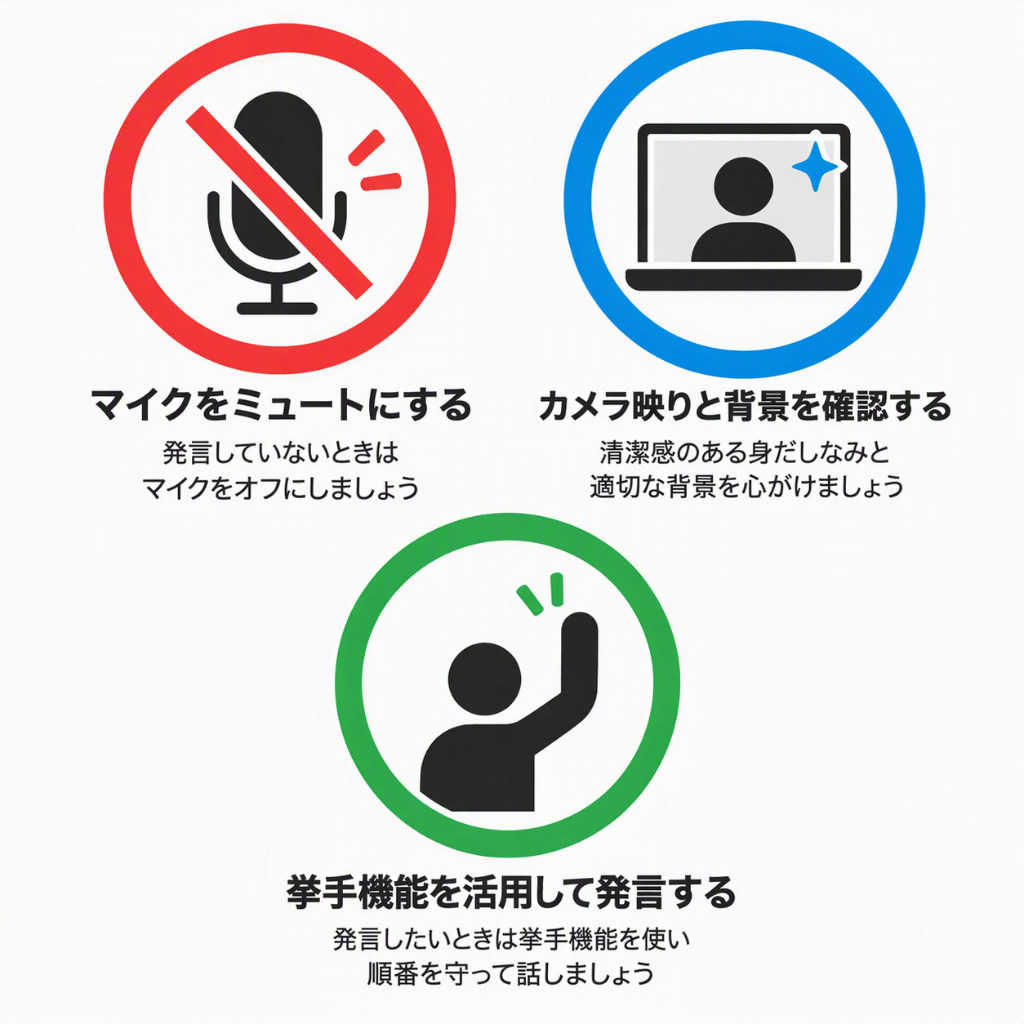 マイクをミュートにする
発言していないときは
マイクをオフにしましょう
カメラ映りと背景を確認する
清潔感のある身だしなみと
適切な背景を心がけましょう
挙手機能を活用して発言する
発言したいときは挙手機能を使い
順番を守って話しましょう